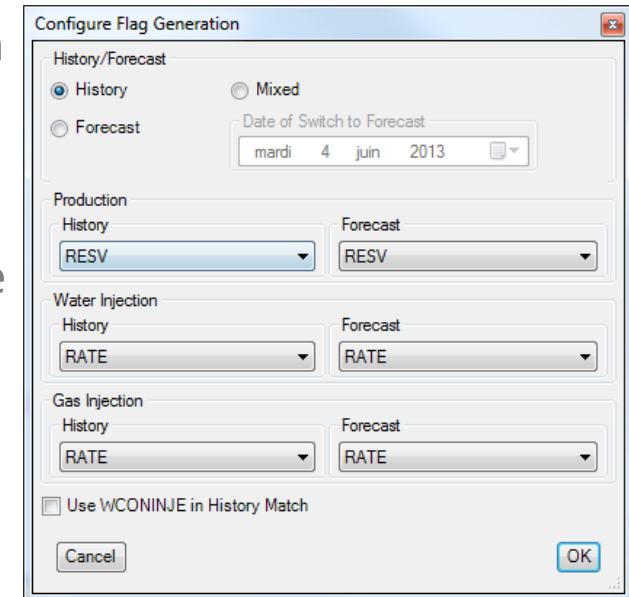 Configure Flag Generation
History/Forecast
History
Mixed
Forecast
Date of Switch to Forecast
mardi 4 juin 2013
Production
History
Forecast
RESV
RESV
Water Injection
History
Forecast
RATE
RATE
Gas Injection
History
Forecast
RATE
RATE
Use WCONINJE in History Match
Cancel
OK